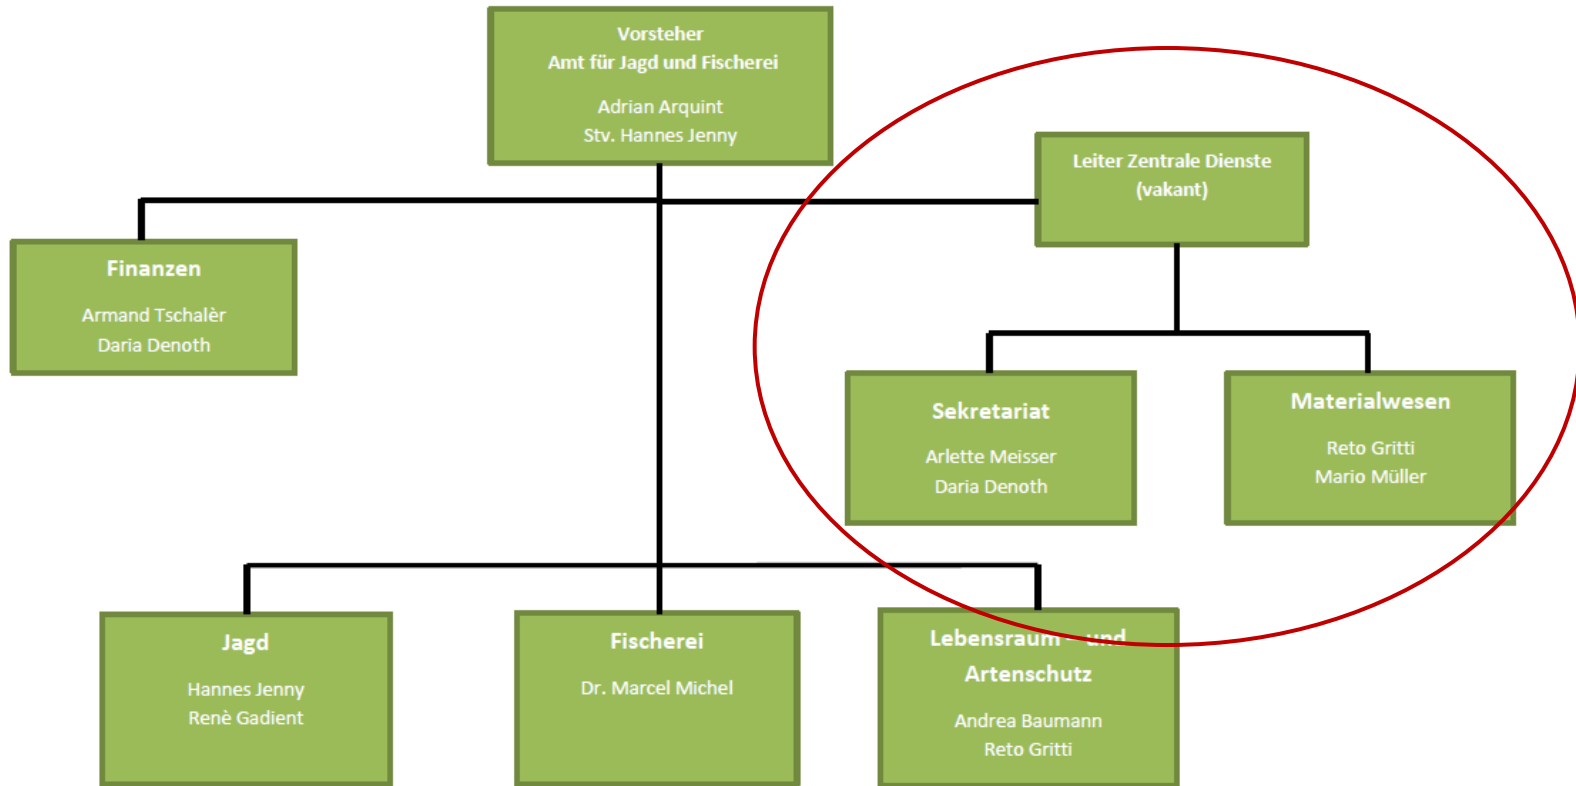 Vorsteher
Amt für Jagd und Fischerei
Adrian Arquint
Stv. Hannes Jenny
Leiter Zentrale Dienste
(vakant)
Finanzen
Armand Tschalèr
Daria Denoth
Sekretariat
Arlette Meisser
Daria Denoth
Materialwesen
Reto Gritti
Mario Müller
Jagd
Hannes Jenny
Renè Gadient
Fischerei
Dr. Marcel Michel
Lebensraum – und
Artenschutz
Andrea Baumann
Reto Gritti